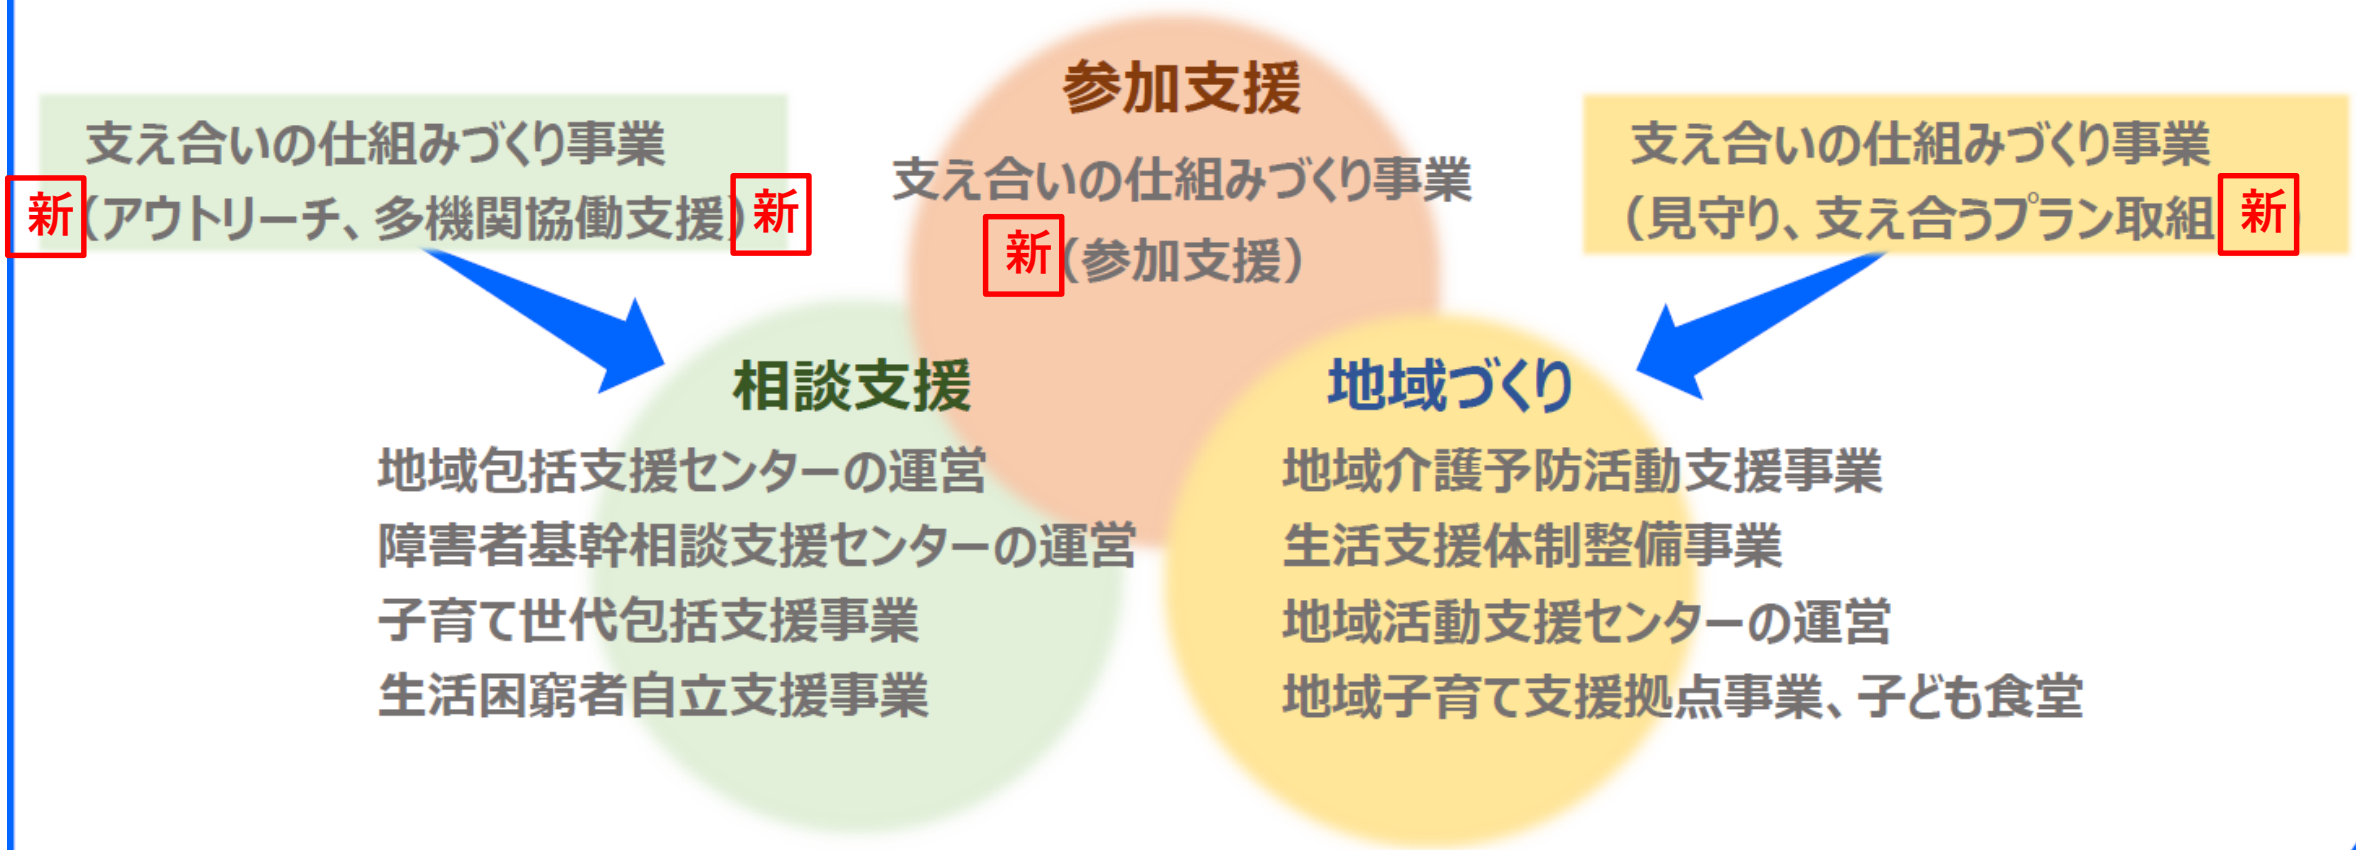 参加支援
支え合いの仕組みづくり事業
新(参加支援)
支え合いの仕組みづくり事業
新(アウトリーチ、多機関協働支援)新
支え合いの仕組みづくり事業
(見守り、支え合うプラン取組 新
相談支援
地域包括支援センターの運営
障害者基幹相談支援センターの運営
子育て世代包括支援事業
生活困窮者自立支援事業
地域づくり
地域介護予防活動支援事業
生活支援体制整備事業
地域活動支援センターの運営
地域子育て支援拠点事業、子ども食堂